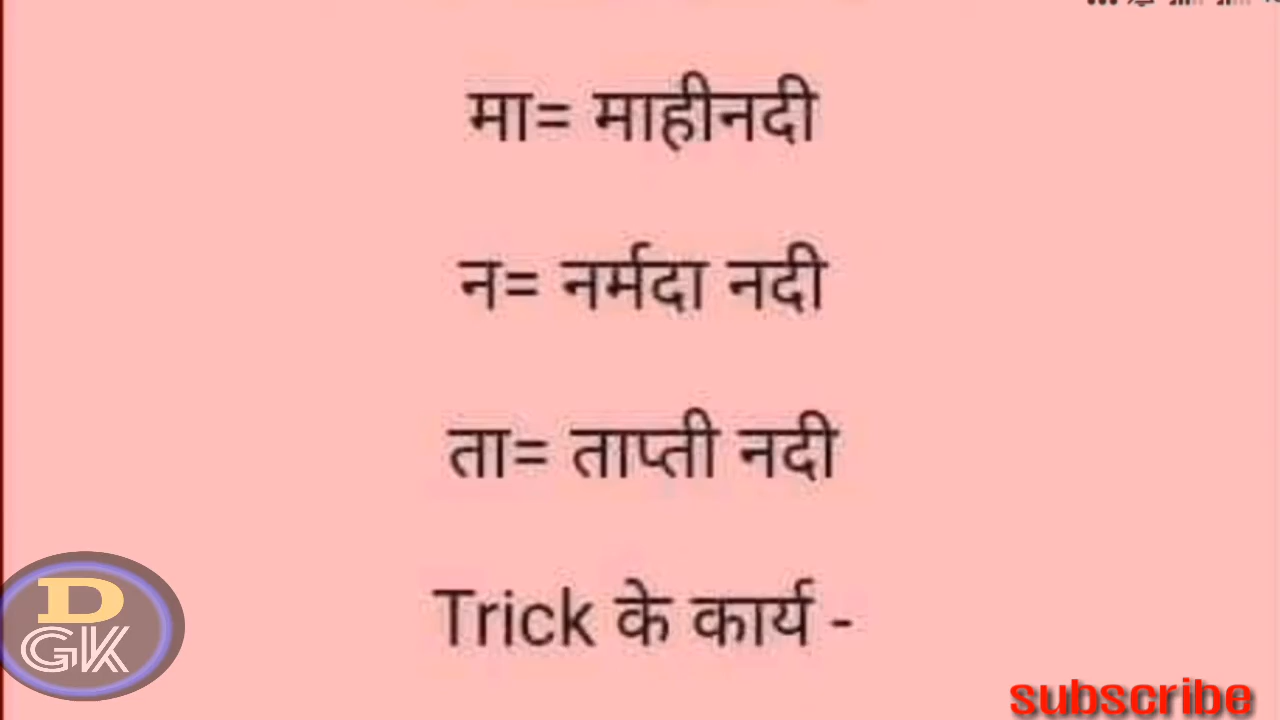 मा= माहीनदी
न= नर्मदा नदी
ता= ताप्ती नदी
Trick के कार्य -
D
GK
subscribe